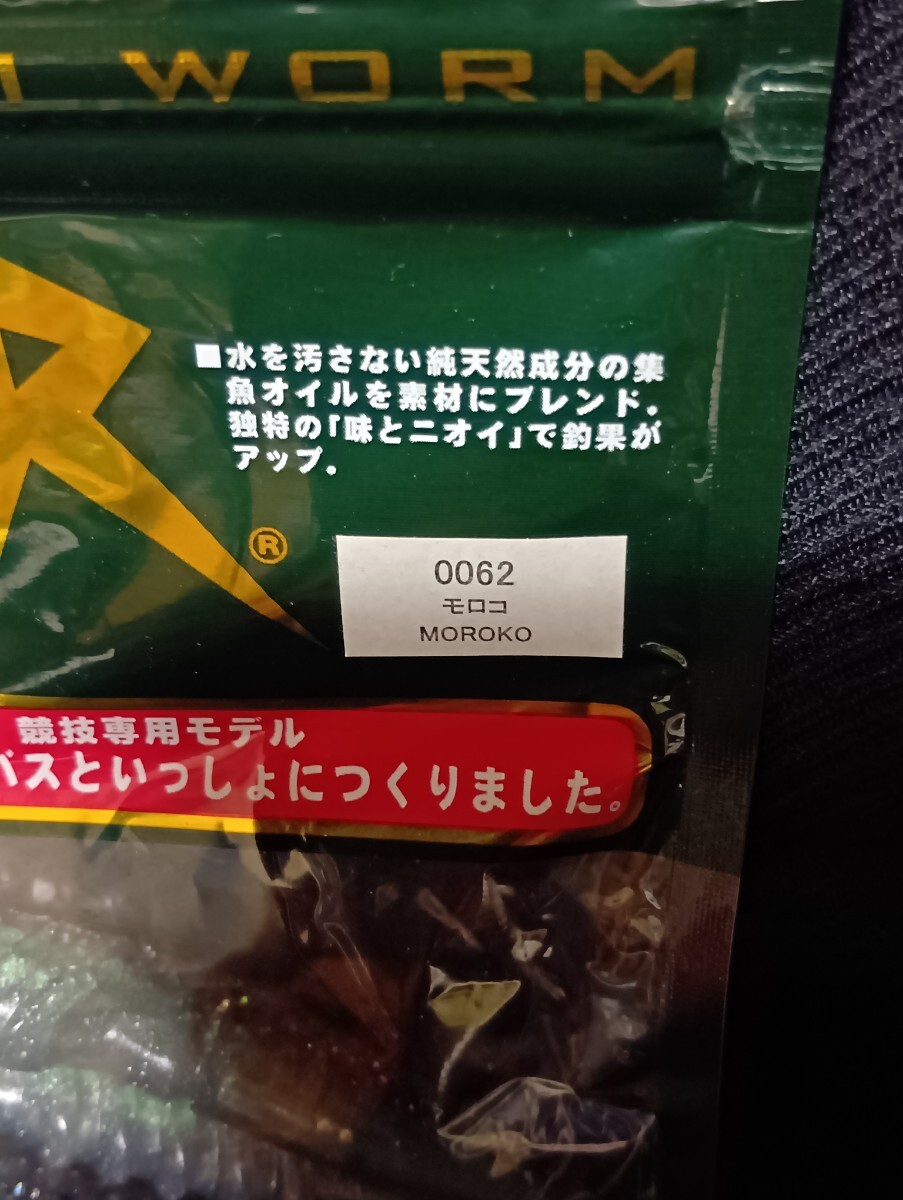 WORM
■水を汚さない純天然成分の集
魚オイルを素材にブレンド。
独特の「味とニオイ」で釣果が
アップ。
R
®
0062
モロコ
MOROKO
競技専用モデル
バスといっしょにつくりました。